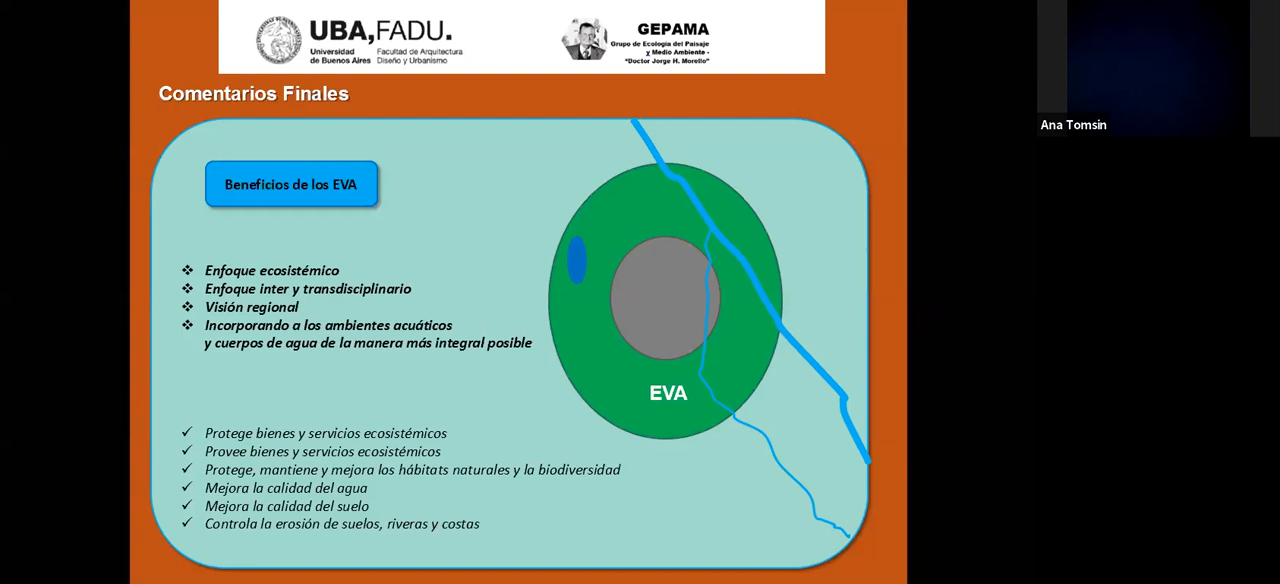 UBA,FADU.
Universidad
de Buenos Aires
Facultad de Arquitectura
Diseño y Urbanismo
GEPAMA
Grupo de Ecología del Paisaje
y Medio Ambiente -
"Doctor Jorge H. Morello"
Ana Tomsin
Comentarios Finales
Beneficios de los EVA
❖ Enfoque ecosistémico
❖ Enfoque inter y transdisciplinario
❖ Visión regional
❖ Incorporando a los ambientes acuáticos
y cuerpos de agua de la manera más integral posible
EVA
✓ Protege bienes y servicios ecosistémicos
✓ Provee bienes y servicios ecosistémicos
✓ Protege, mantiene y mejora los hábitats naturales y la biodiversidad
✓ Mejora la calidad del agua
✓ Mejora la calidad del suelo
✓ Controla la erosión de suelos, riveras y costas